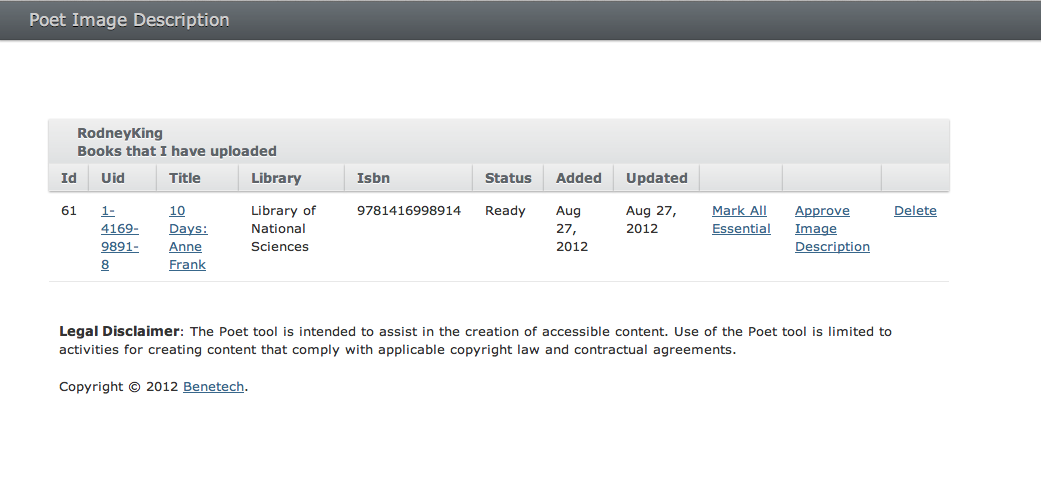 Poet Image Description
RodneyKing
Books that I have uploaded
Id Uid Title Library Isbn Status Added Updated
61 1- 10 Library of 9781416998914 Ready Aug Aug 27, Mark All Approve Delete
4169- Days: National 27, 2012 Essential Image
9891- Anne Sciences 2012 Description
8 Frank
Legal Disclaimer: The Poet tool is intended to assist in the creation of accessible content. Use of the Poet tool is limited to
activities for creating content that comply with applicable copyright law and contractual agreements.
Copyright © 2012 Benetech.